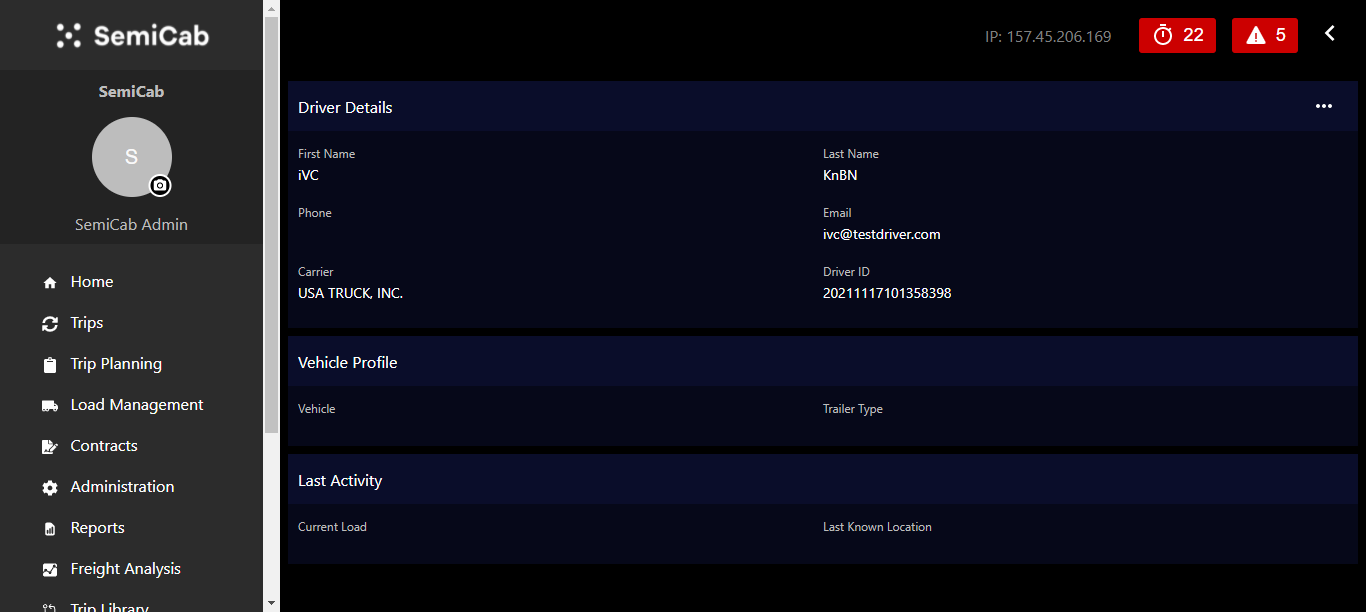 SemiCab
SemiCab
S
SemiCab Admin
Home
Trips
Trip Planning
Load Management
Contracts
Administration
Reports
Freight Analysis
Trip Library
IP: 157.45.206.169
22
5
Driver Details
First Name
iVC
Last Name
KnBN
Phone
Email
ivc@testdriver.com
Carrier
USA TRUCK, INC.
Driver ID
20211117101358398
Vehicle Profile
Vehicle
Trailer Type
Last Activity
Current Load
Last Known Location